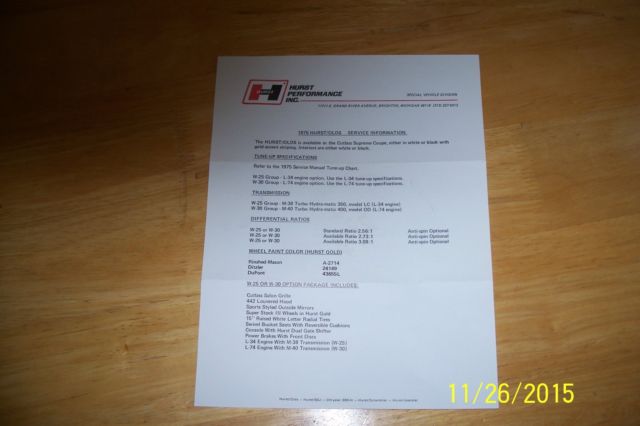 HURST
PERFORMANCE
INC.
SPECIAL VEHICLE DIVISION
GRAND RIVER AVENUE, BRIGHTON, MICHIGAN
1975 HURST/OLDS SERVICE INFORMATION
The HURST/OLDS is available in the Cutlass Supreme Coupe, either in white or black with
gold accent striping. Interiors are either white or black.
TUNE-UP SPECIFICATIONS
Refer to the 1975 Service Manual Tune-up Chart.
W-25 Group - L-34 engine option. Use the L-34 tune-up specifications.
W-30 Group - L-74 engine option. Use the L-74 tune-up specifications.
TRANSMISSION
W-25 Group - M-38 Turbo Hydra-matic 350, model LC (L-34 engine)
W-30 Group - M-40 Turbo Hydra-matic 400, model OD (L-74 engine)
DIFFERENTIAL RATIOS
W-25 or W-30 Standard Ratio 2.56:1 Anti-spin Optional
W-25 or W-30 Available Ratio 2.73:1 Anti-spin Optional
W-25 or W-30 Available Ratio 3.08:1 Anti-spin Optional
WHEEL PAINT COLOR (HURST GOLD)
Rinshed-Mason A-2714
Ditzler 24149
DuPont
W-25 OR W-30 OPTION PACKAGE INCLUDES:
Cutlass Salon Grille
442 Louvered Hood
Sports Styled Outside Mirrors
Super Stock III Wheels in Hurst Gold
15" Raised White Letter Radial Tires
Swivel Bucket Seats With Reversible Cushions
Console With Hurst Dual Gate Shifter
Power Brakes With Front Discs
L-34 Engine With M-38 Transmission (W-25)
L-74 Engine With M-40 Transmission (W-30)
11/26/2015